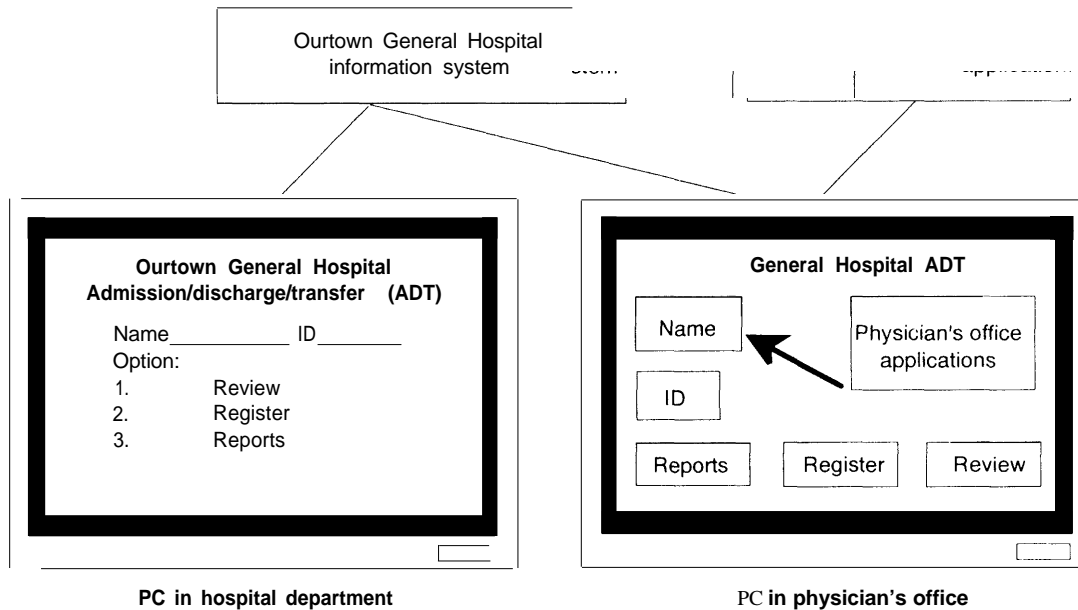 Ourtown General Hospital
information system
Ourtown General Hospital
Admission/discharge/transfer (ADT)
Name__________ ID_______
Option:
1. Review
2. Register
3. Reports
General Hospital ADT
Name
Physician's office
applications
ID
Reports Register Review
PC in hospital department
PC in physician's office